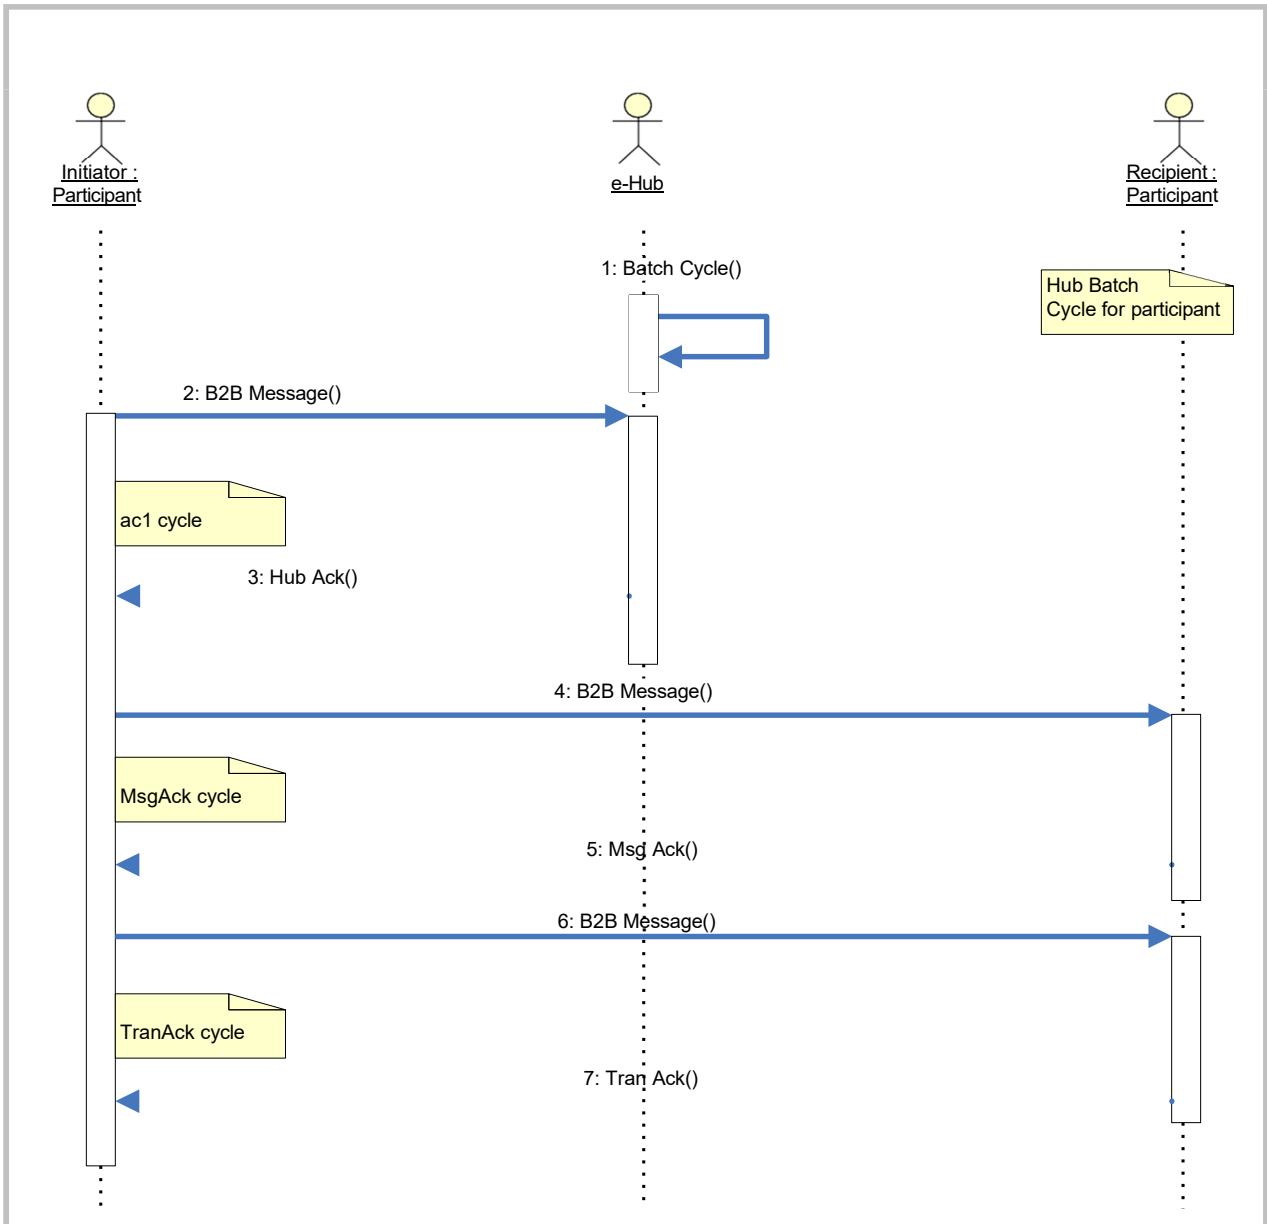 Initiator :
Participant
e-Hub
Recipient :
Participant
1: Batch Cycle()
Hub Batch
Cycle for participant
2: B2B Message()
ac1 cycle
3: Hub Ack()
4: B2B Message()
MsgAck cycle
5: Msg Ack()
6: B2B Message()
TranAck cycle
7: Tran Ack()